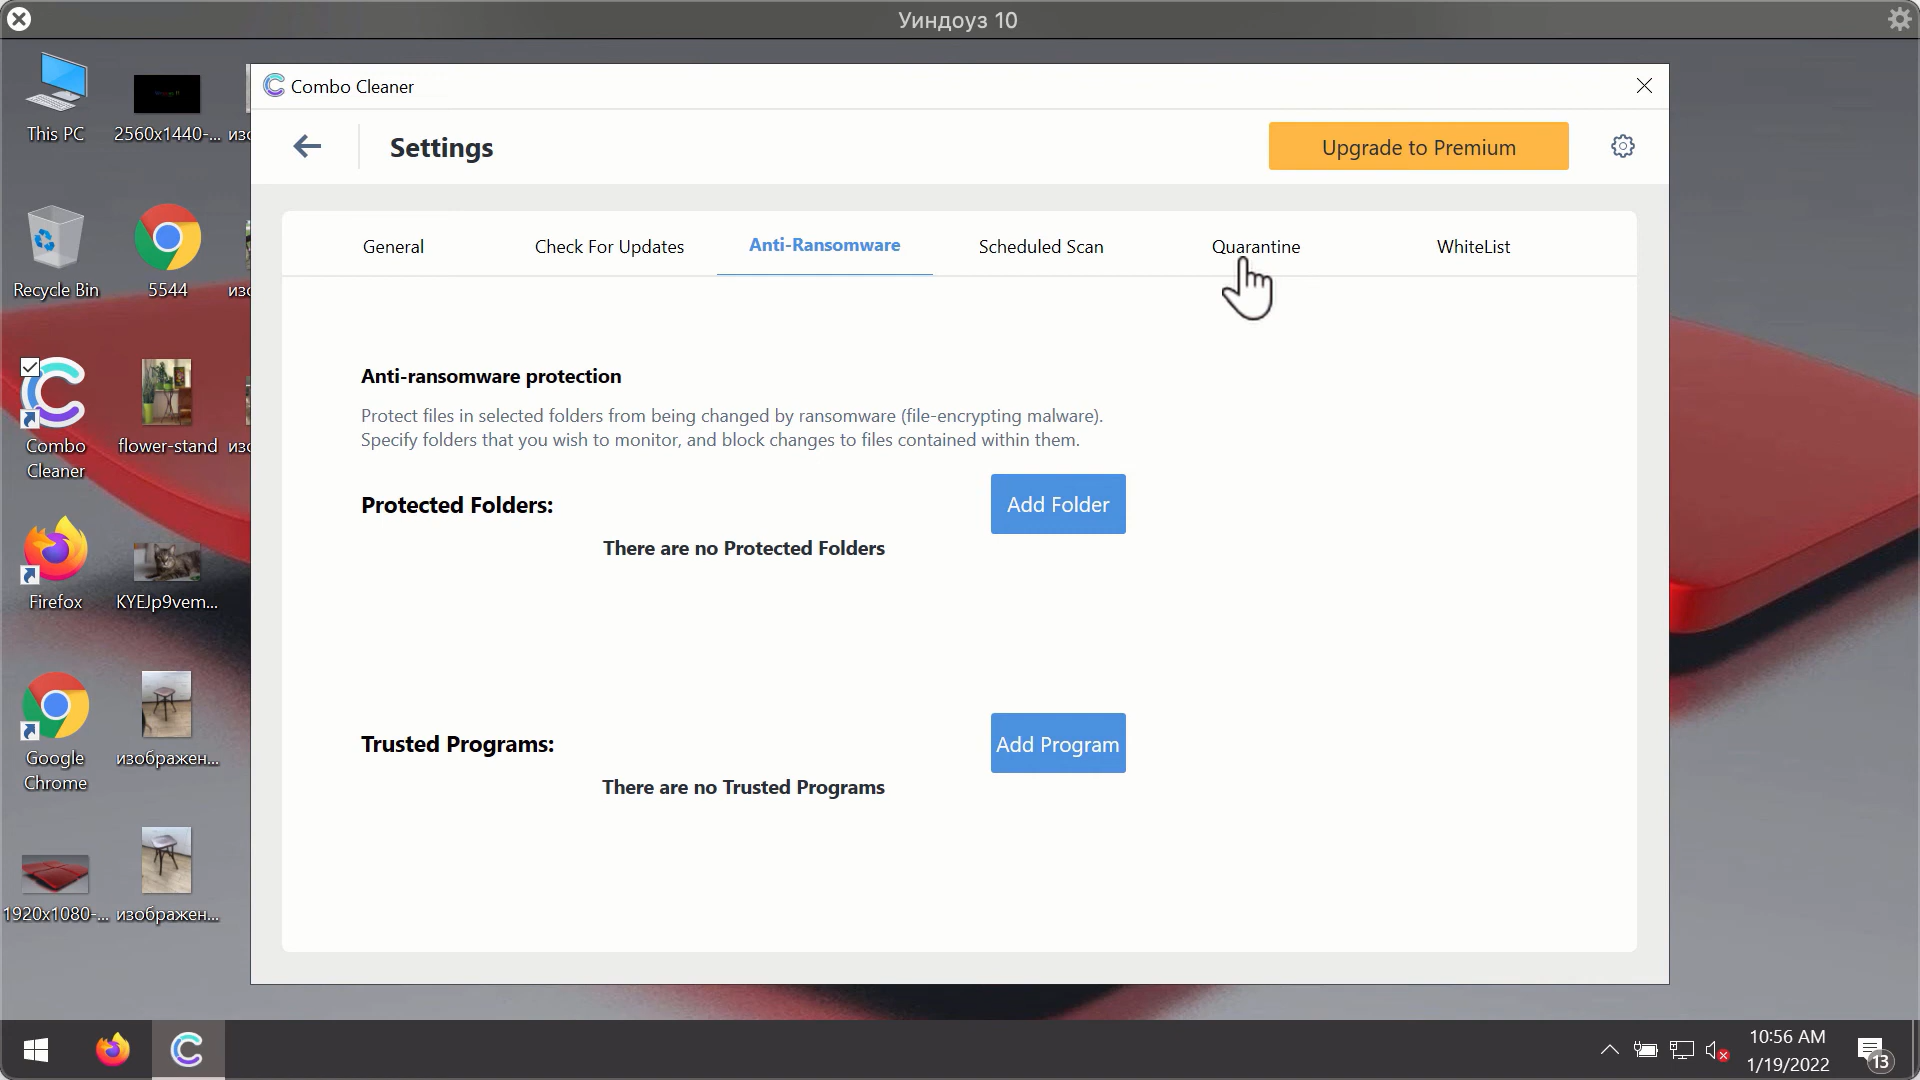 Уиндоуз 10
This PC
2560x1440-...
изо
Combo Cleaner
Settings
Upgrade to Premium
General
Check For Updates
Anti-Ransomware
Scheduled Scan
Quarantine
WhiteList
Recycle Bin
5544
изо
Anti-ransomware protection
Protect files in selected folders from being changed by ransomware (file-encrypting malware).
Specify folders that you wish to monitor, and block changes to files contained within them.
Combo
Cleaner
flower-stand
изо
Protected Folders:
Add Folder
There are no Protected Folders
Firefox
KYEJp9vem...
Trusted Programs:
Add Program
There are no Trusted Programs
Google
Chrome
изображен...
1920x1080-...
изображен...
10:56 AM
1/19/2022
13